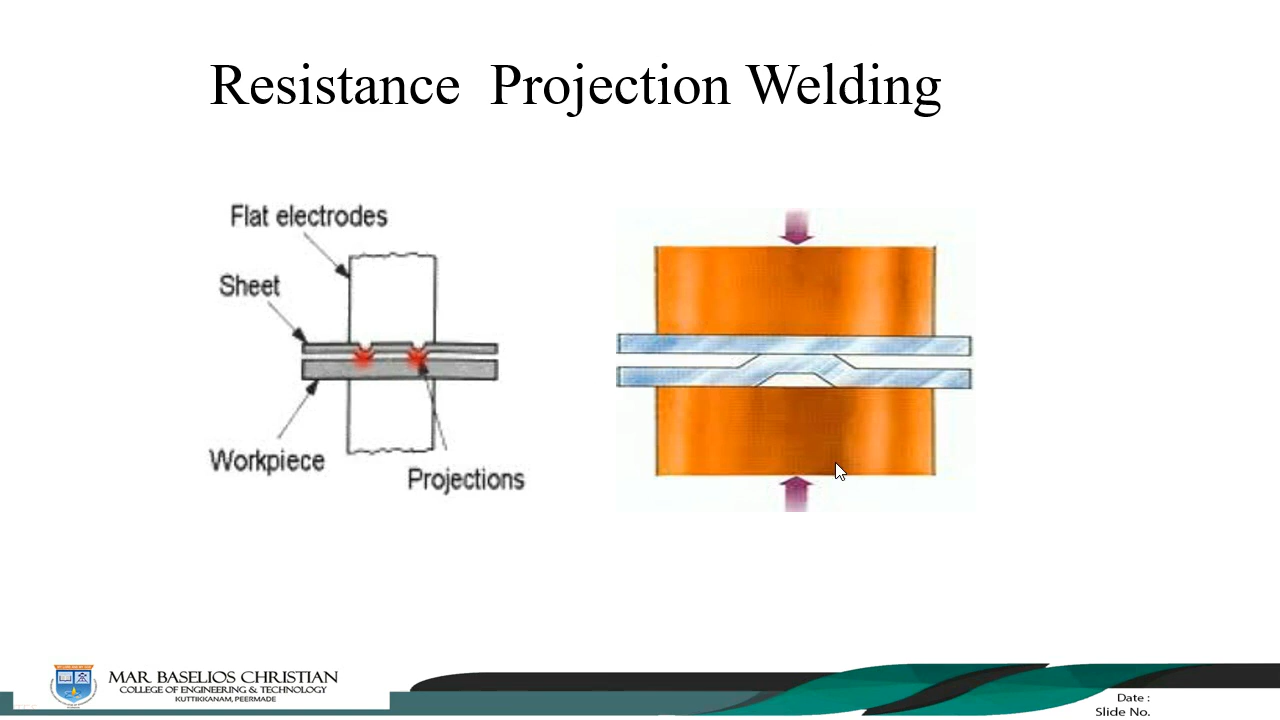 Resistance Projection Welding
Flat electrodes
Sheet
Workpiece
Projections
MAR BASELIOS CHRISTIAN
COLLEGE OF ENGINEERING & TECHNOLOGY
KUTTIKKANAM, PEERMADE
Date :
Slide No.